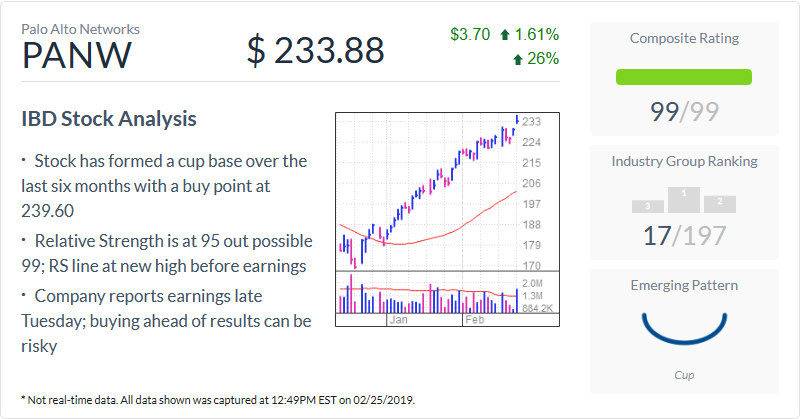 Palo Alto Networks
PANW
$ 233.88
$3.70 1.61%
26%
IBD Stock Analysis
· Stock has formed a cup base over the
last six months with a buy point at
239.60
· Relative Strength is at 95 out possible
99; RS line at new high before earnings
· Company reports earnings late
Tuesday; buying ahead of results can be
risky
233
224
215
206
197
188
179
170
2.0M
1.3M
884.2K
Jan Feb
Composite Rating
99/99
Industry Group Ranking
3 1 2
17/197
Emerging Pattern
Cup
* Not real-time data. All data shown was captured at 12:49PM EST on 02/25/2019.